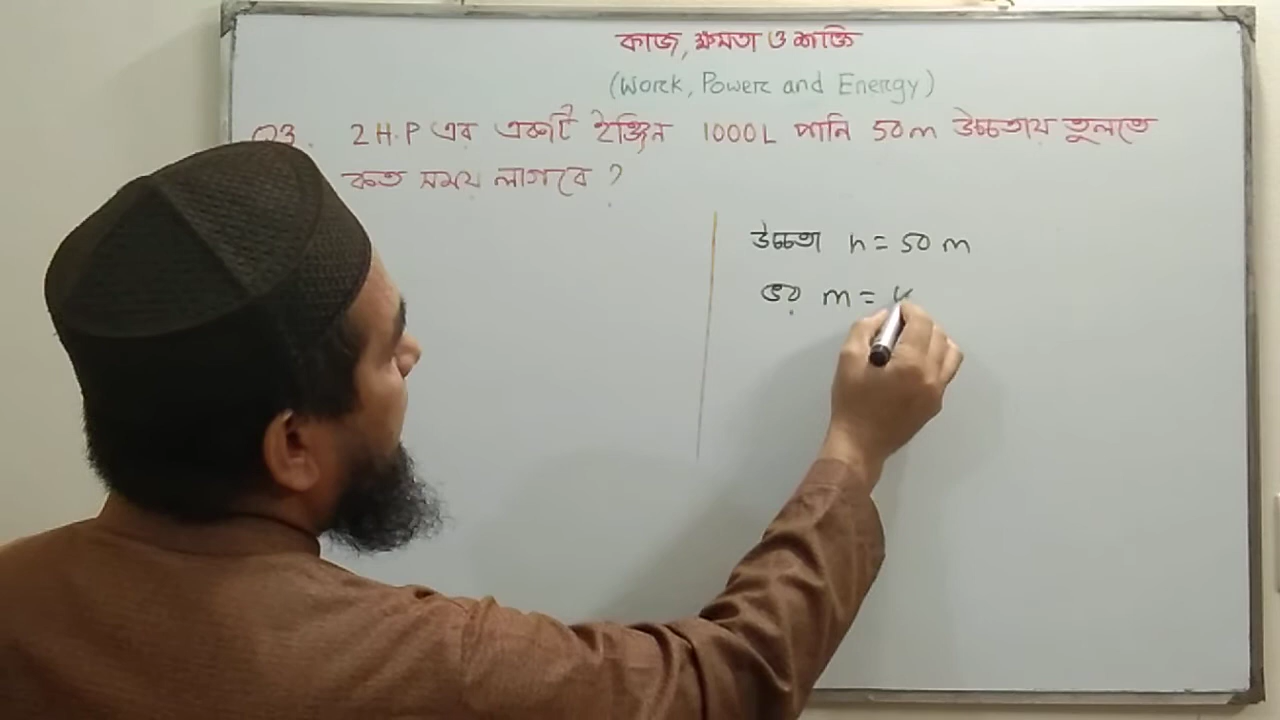 কাজ, ক্ষমতা ও শক্তি
(Work, Power and Energy)
Q3. 2 H.P এর একটি ইঞ্জিন 1000L পানি 50m উচ্চতায় তুলতে
কত সময় লাগবে ?
উচ্চতা h = 50 m
ভর m =